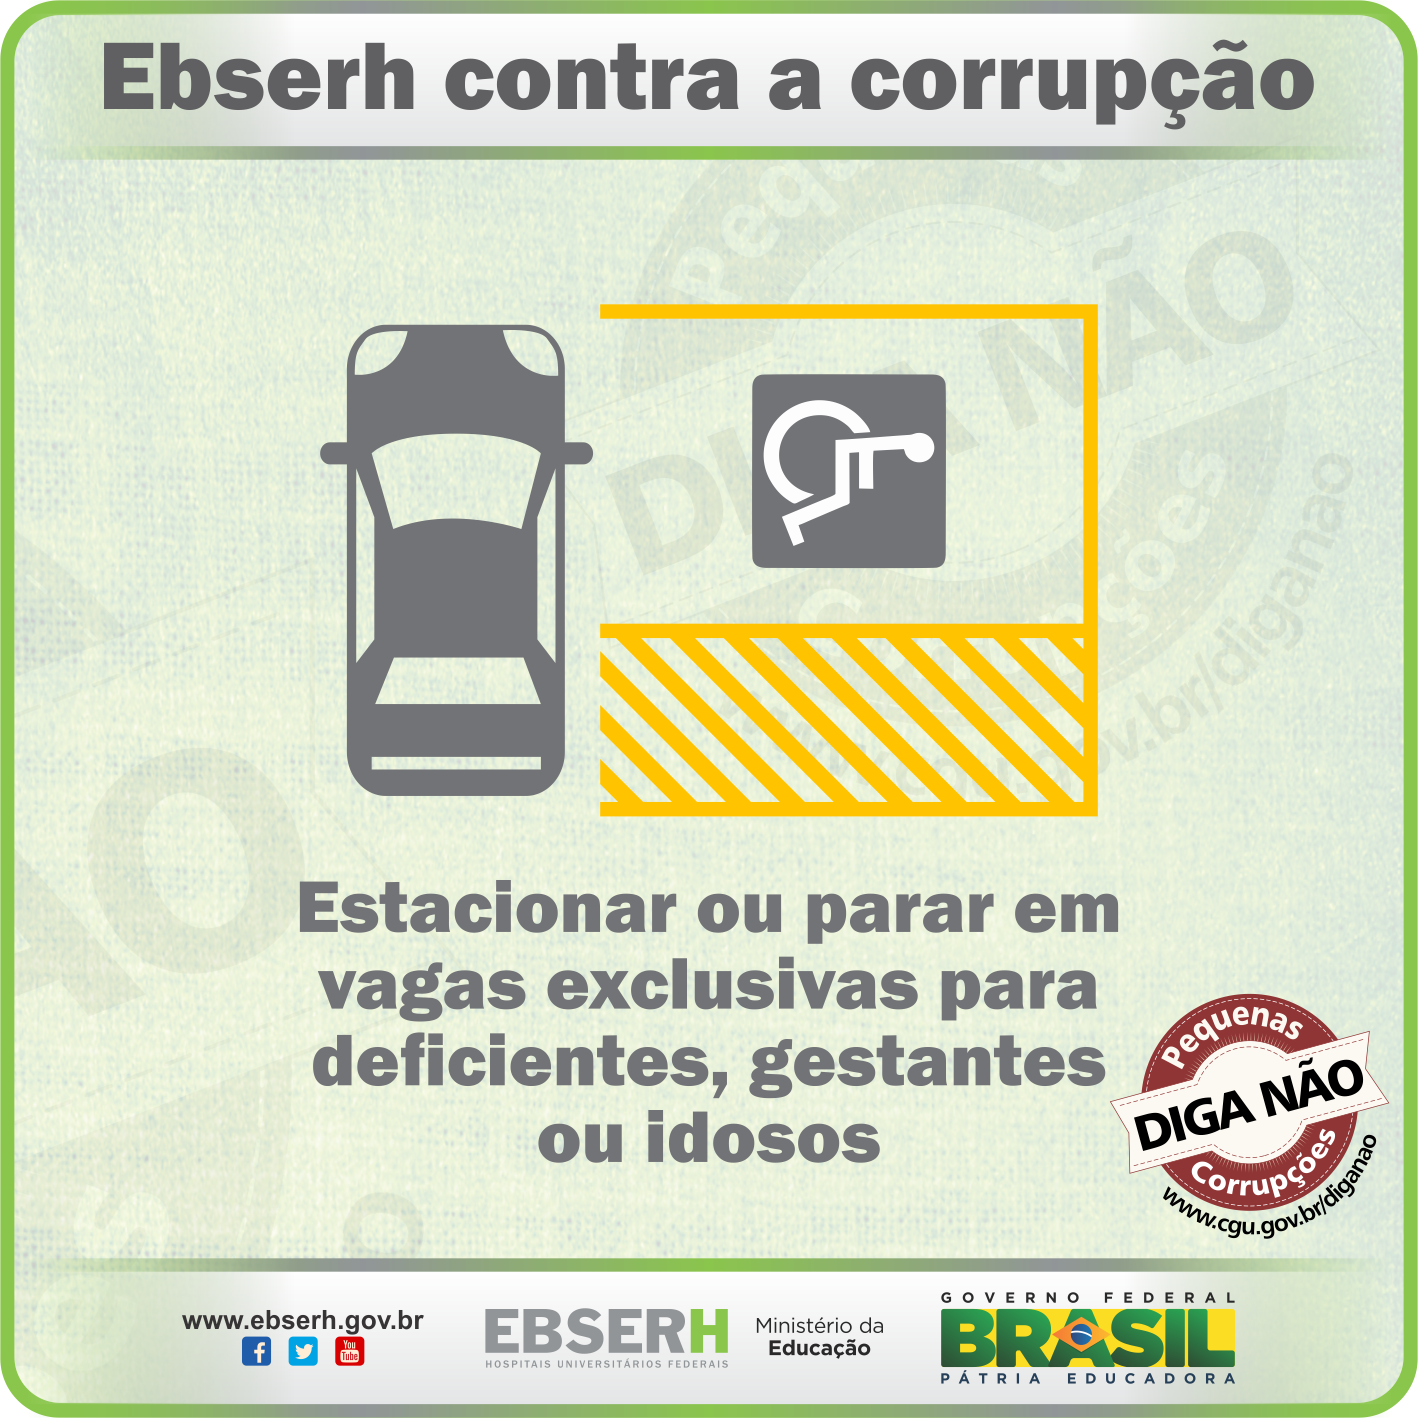 Ebserh contra a corrupção
Estacionar ou parar em
vagas exclusivas para
deficientes, gestantes
ou idosos
Pequenas
DIGA NÃO
Corrupções
www.cgu.gov.br/diganao
www.ebserh.gov.br
You
Tube
EBSERH
HOSPITAIS UNIVERSITÁRIOS FEDERAIS
Ministério da
Educação
GOVERNO FEDERAL
BRASIL
PÁTRIA EDUCADORA